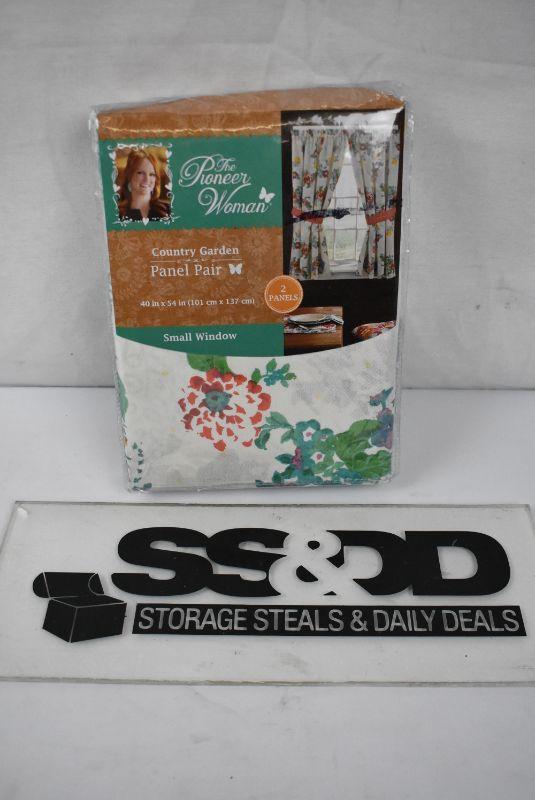 The
Pioneer
Woman
Country Garden
Panel Pair
40 in x 54 in (101 cm x 137 cm)
2
PANELS
Small Window
SS&DD
STORAGE STEALS & DAILY DEALS